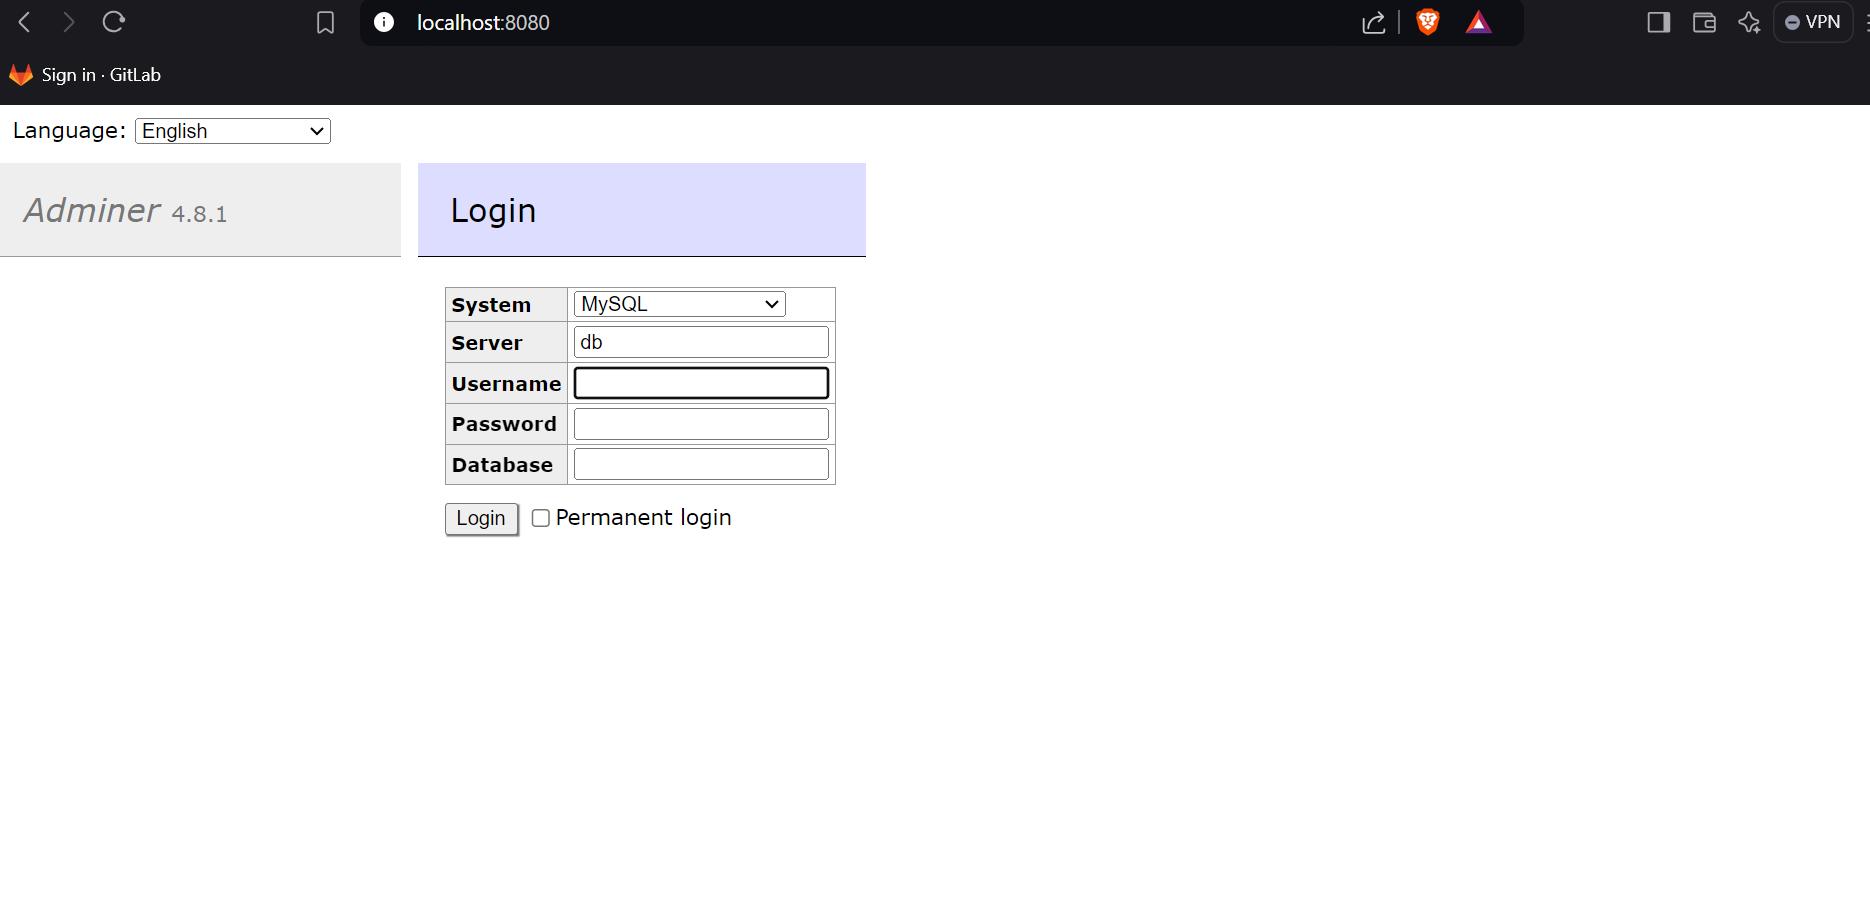 localhost:8080
VPN
Sign in · GitLab
Language: English
Adminer 4.8.1
Login
System MySQL
Server db
Username
Password
Database
Login Permanent login